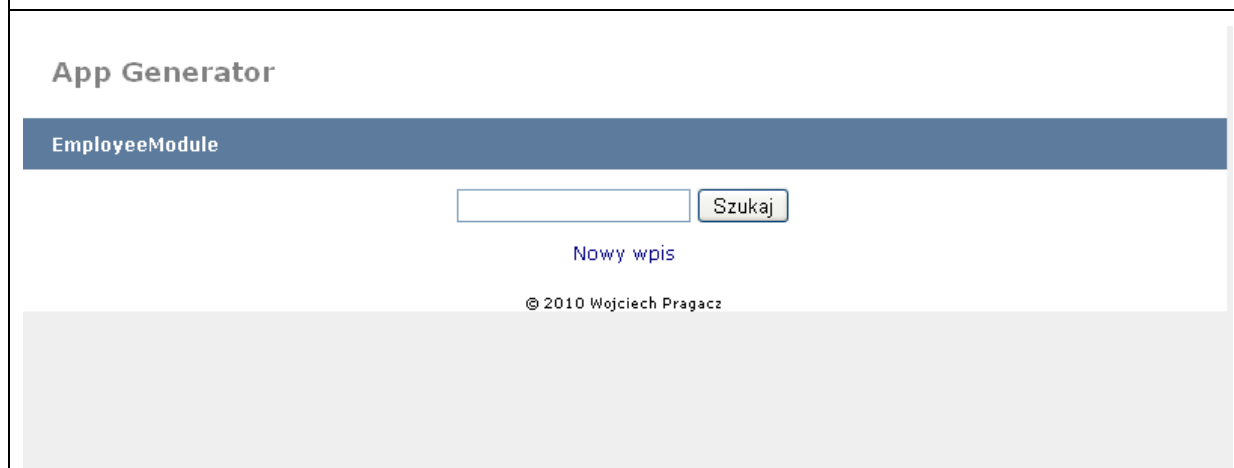 App Generator
EmployeeModule
Szukaj
Nowy wpis
© 2010 Wojciech Pragacz